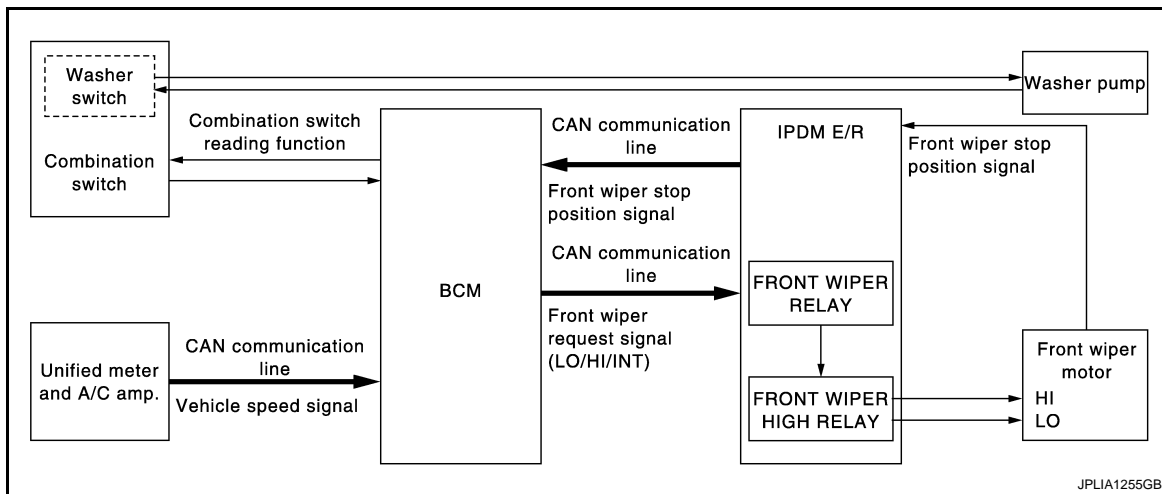 Washer
switch
Combination
switch
Combination switch
reading function
Unified meter
and A/C amp.
CAN communication
line
Vehicle speed signal
BCM
CAN communication
line
Front wiper stop
position signal
CAN communication
line
Front wiper
request signal
(LO/HI/INT)
IPDM E/R
FRONT WIPER
RELAY
FRONT WIPER
HIGH RELAY
Washer pump
Front wiper stop
position signal
Front wiper
motor
HI
LO
JPLIA1255GB